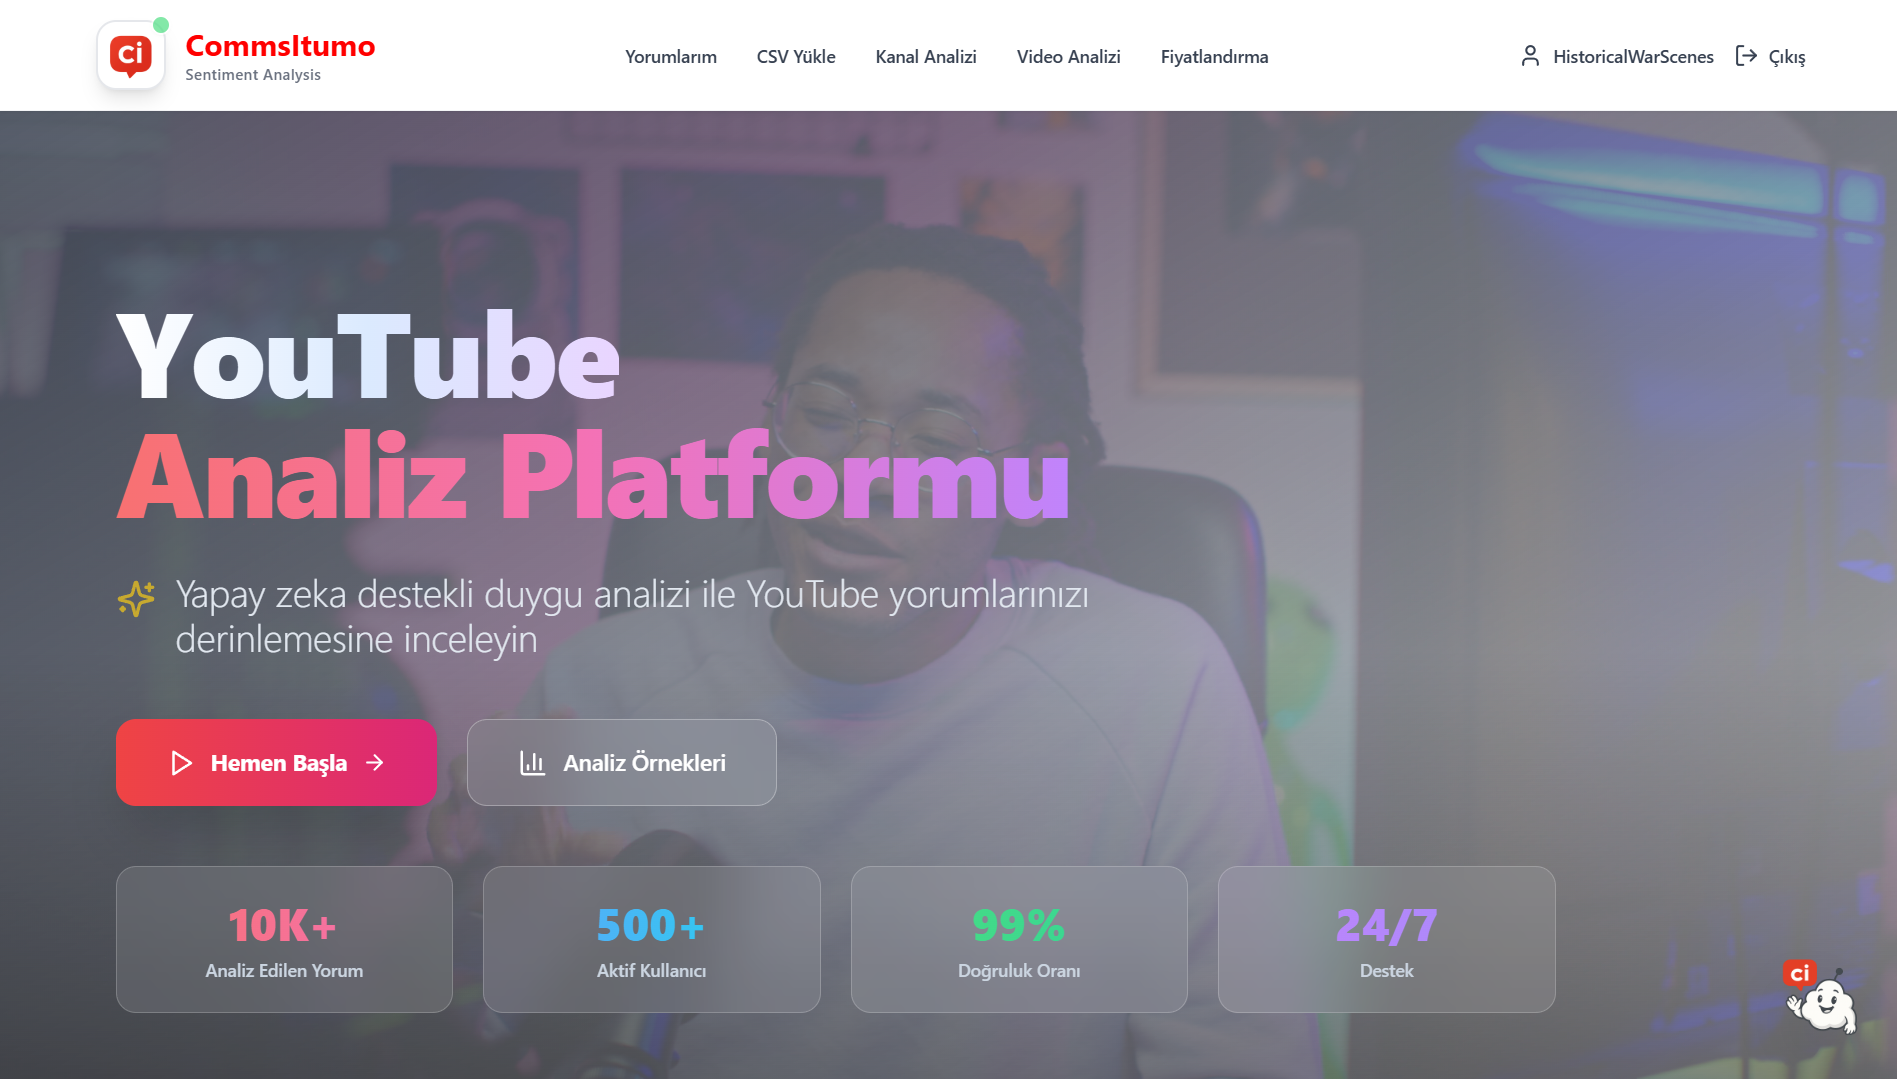 ci
CommsItumo
Sentiment Analysis
Yorumlarım
CSV Yükle
Kanal Analizi
Video Analizi
Fiyatlandırma
HistoricalWarScenes
Çıkış
YouTube
Analiz Platformu
Yapay zeka destekli duygu analizi ile YouTube yorumlarınızı
derinlemesine inceleyin
Hemen Başla
Analiz Örnekleri
10K+
Analiz Edilen Yorum
500+
Aktif Kullanıcı
99%
Doğruluk Oranı
24/7
Destek
ci